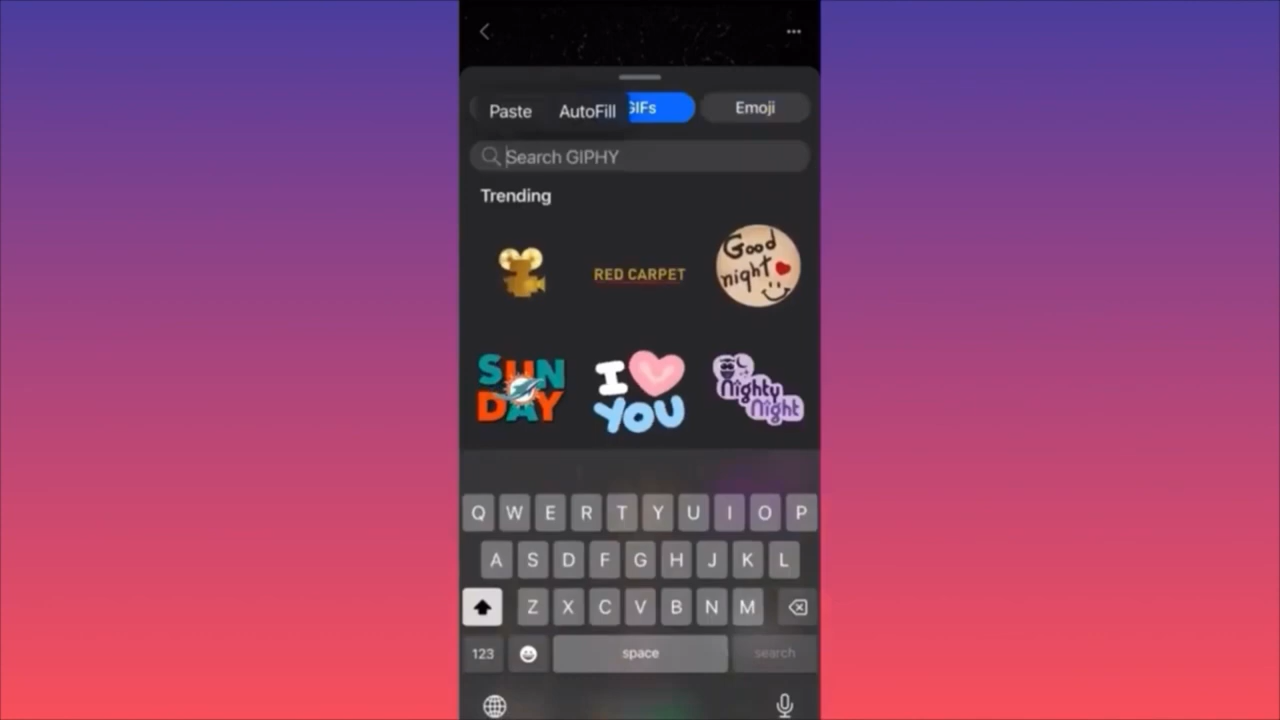 Paste AutoFill GIFs Emoji
Search GIPHY
Trending
RED CARPET
Good
night
SUN
DAY
I
YOU
Nighty
Night
Q W E R T Y U I O P
A S D F G H J K L
Z X C V B N M
123 space search